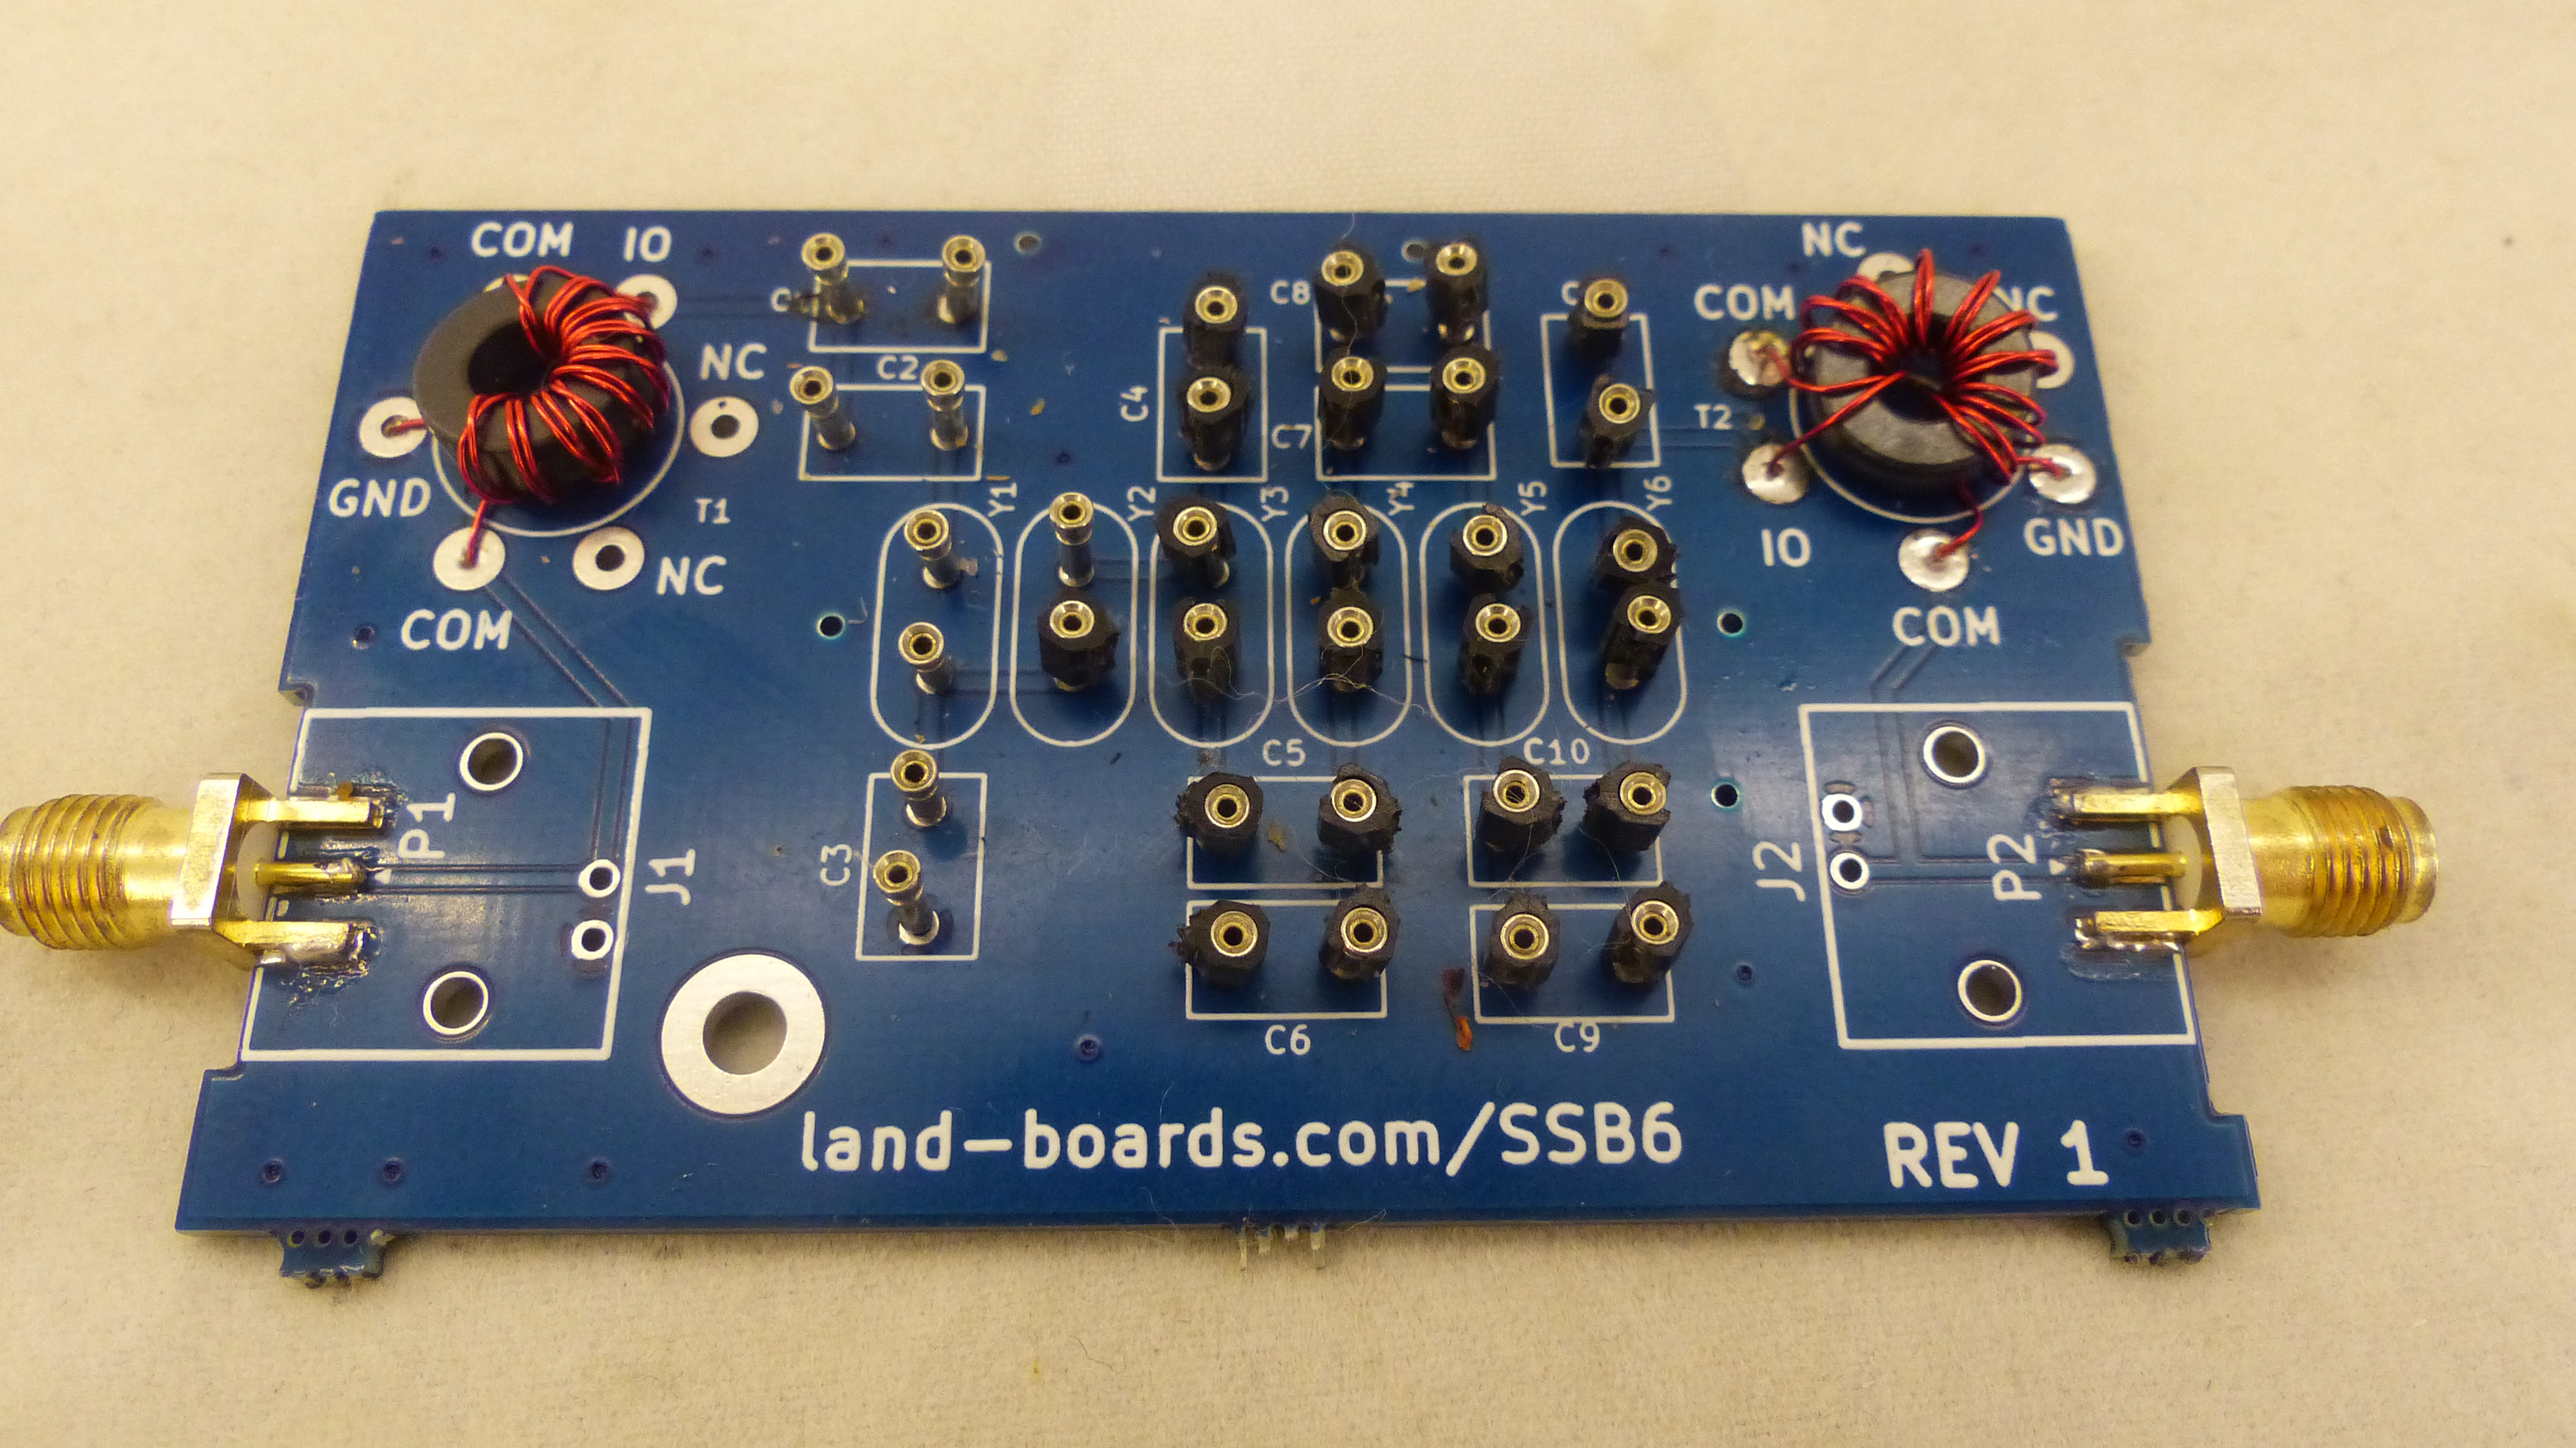 COM IO
NC
COM
NC
C8
C2
NC
C4
C7
T2
GND
T1
Y1
Y2
Y3
Y4
Y5
Y6
NC
COM
IO
GND
COM
C5
C10
P1
J1
C3
J2
P2
C6
C9
land-boards.com/SSB6
REV 1